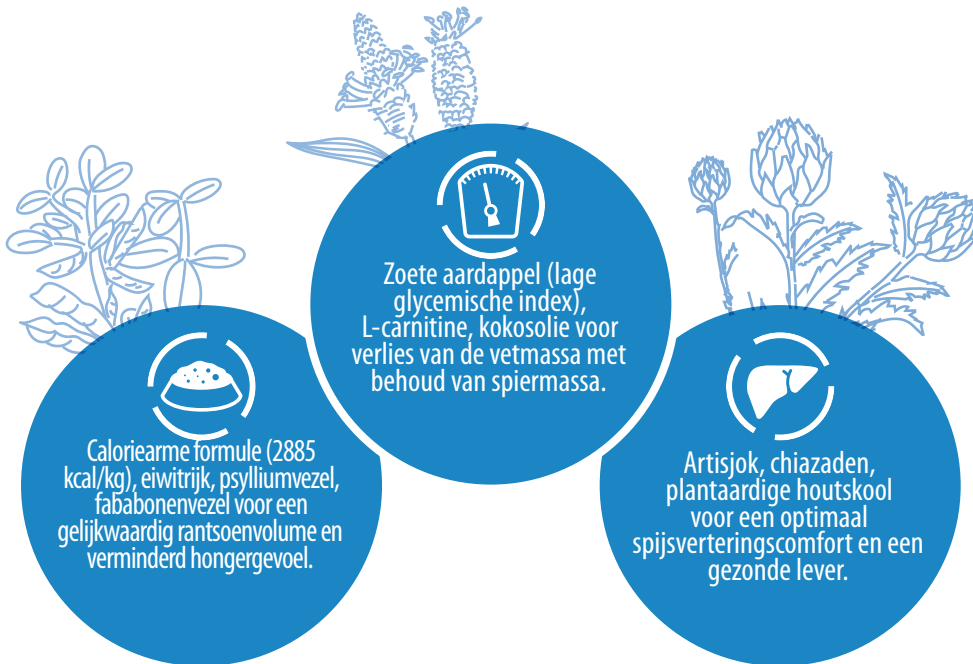 Zoete aardappel (lage
glycemische index),
L-carnitine, kokosolie voor
verlies van de vetmassa met
behoud van spiermassa.
Caloriearme formule (2885
kcal/kg), eiwitrijk, psylliumvezel,
fababonenvezel voor een
gelijkwaardig rantsoenvolume en
verminderd hongergevoel.
Artisjok, chiazaden,
plantaardige houtskool
voor een optimaal
spijsverteringscomfort en een
gezonde lever.